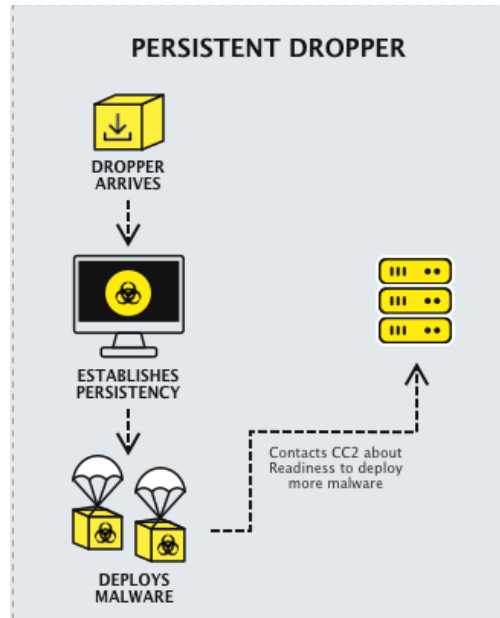 PERSISTENT DROPPER
DROPPER
ARRIVES
ESTABLISHES
PERSISTENCY
Contacts CC2 about
Readiness to deploy
more malware
DEPLOYS
MALWARE